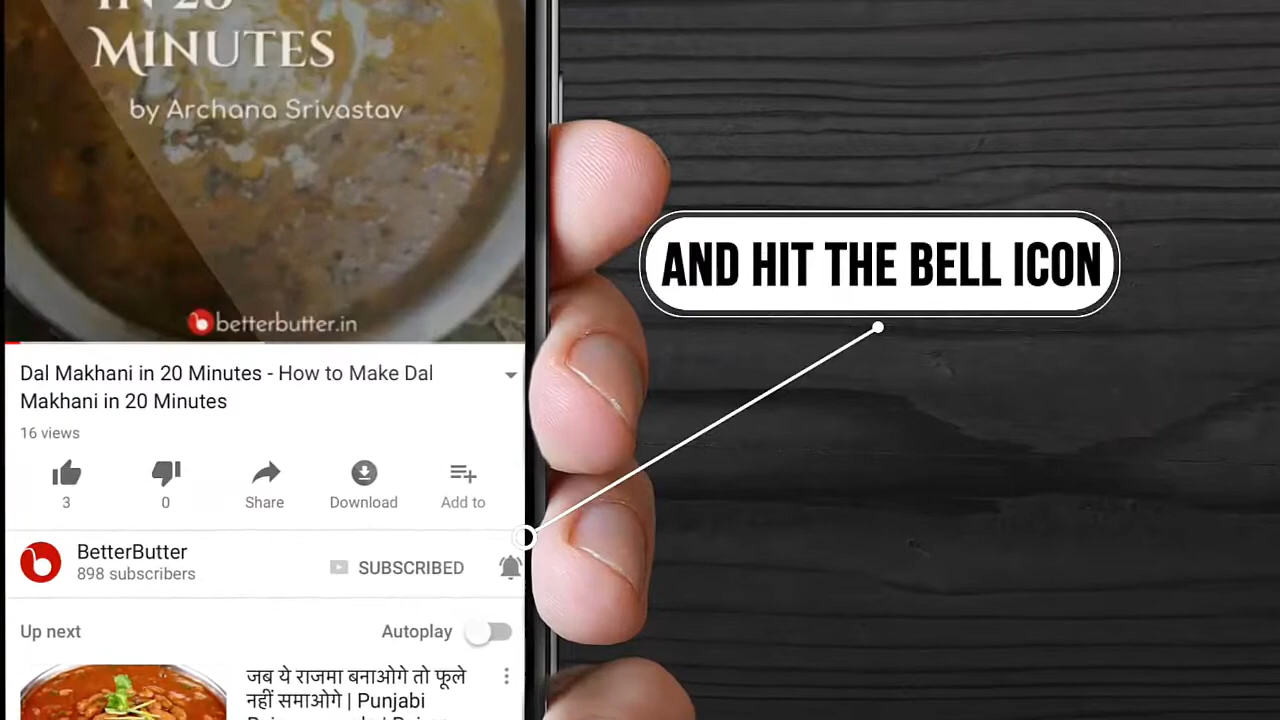 IN 20
MINUTES
by Archana Srivastav
betterbutter.in
AND HIT THE BELL ICON
Dal Makhani in 20 Minutes - How to Make Dal
Makhani in 20 Minutes
16 views
3
0
Share
Download
Add to
BetterButter
898 subscribers
SUBSCRIBED
Up next
Autoplay
जब ये राजमा बनाओगे तो फूले
नहीं समाओगे | Punjabi